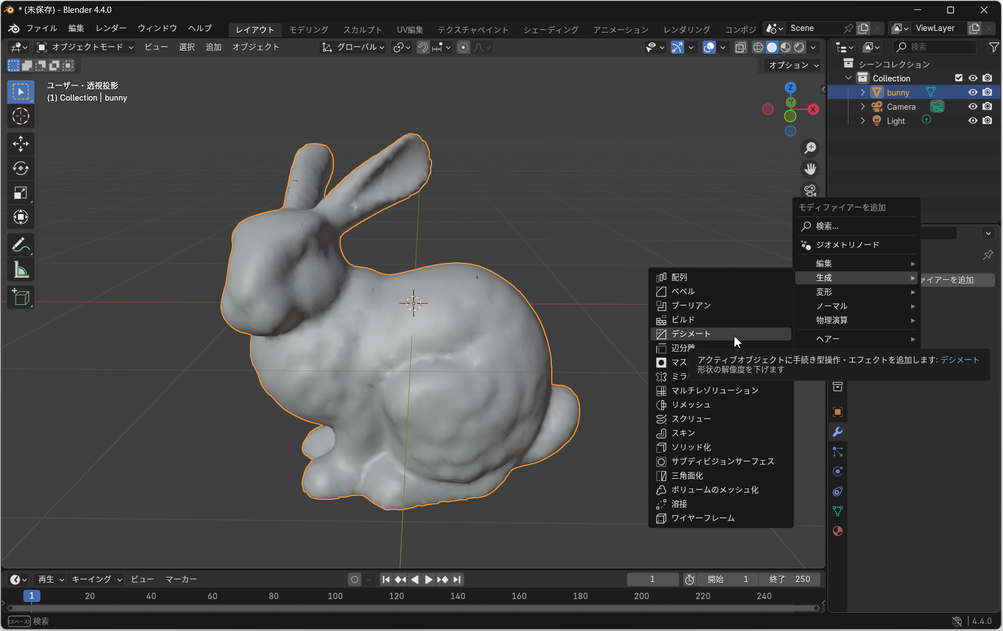 * (未保存) - Blender 4.4.0
ファイル 編集 レンダー ウィンドウ ヘルプ レイアウト モデリング スカルプト UV編集 テクスチャペイント シェーディング アニメーション レンダリング コンポジ Scene ViewLayer
オブジェクトモード ビュー 選択 追加 オブジェクト グローバル 検索
オプション
ユーザー・透視投影
(1) Collection | bunny
シーンコレクション
Collection
bunny
Camera
Light
Z
Y
X
モディファイアーを追加
検索...
ジオメトリノード
編集
生成
変形
ノーマル
物理演算
ヘアー
ァイアーを追加
配列
ベベル
ブーリアン
ビルド
デシメート
辺分離
マス
ミラ
アクティブオブジェクトに手続き型操作・エフェクトを追加します: デシメート
形状の解像度を下げます
マルチレゾリューション
リメッシュ
スクリュー
スキン
ソリッド化
サブディビジョンサーフェス
三角面化
ボリュームのメッシュ化
溶接
ワイヤーフレーム
再生 キーイング ビュー マーカー 1 開始 1 終了 250
1 20 40 60 80 100 120 140 160 180 200 220 240
スペース 検索 4.4.0